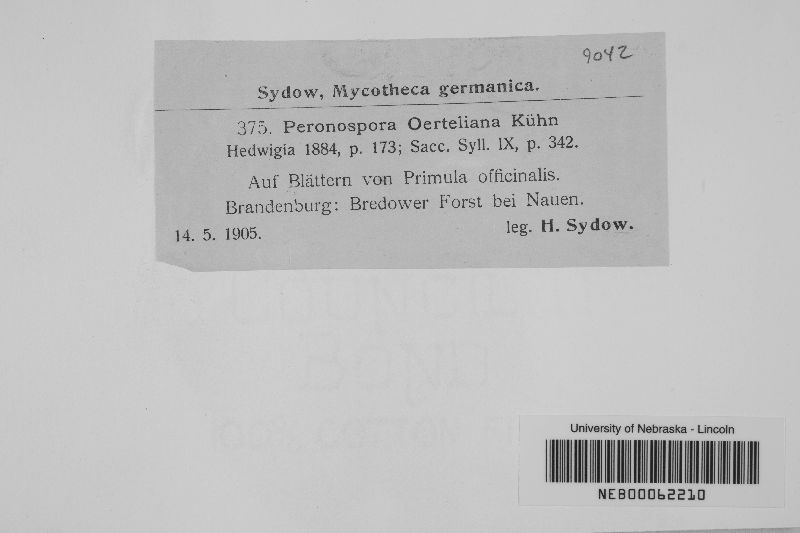 9042
Sydow, Mycotheca germanica.
375. Peronospora Oerteliana Kühn
Hedwigia 1884, p. 173; Sacc. Syll. IX, p. 342.
Auf Blättern von Primula officinalis.
Brandenburg: Bredower Forst bei Nauen.
14. 5. 1905. leg. H. Sydow.
University of Nebraska - Lincoln
NEB00062210